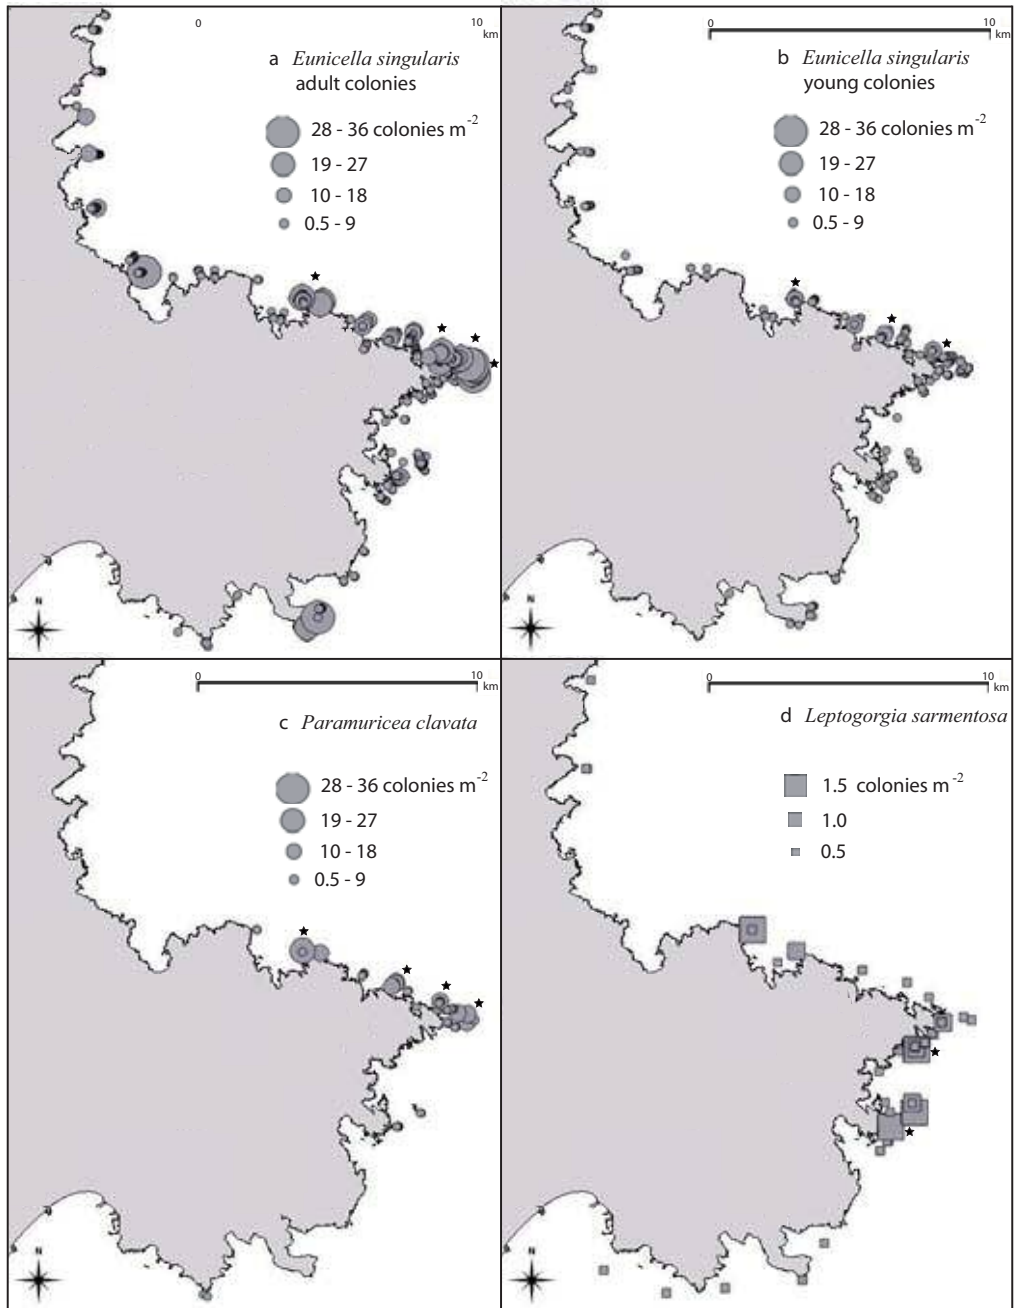 0 10
km
a Eunicella singularis
adult colonies
28 - 36 colonies m-2
19 - 27
10 - 18
0.5 - 9
N
0 10
km
b Eunicella singularis
young colonies
28 - 36 colonies m-2
19 - 27
10 - 18
0.5 - 9
N
0 10
km
c Paramuricea clavata
28 - 36 colonies m-2
19 - 27
10 - 18
0.5 - 9
N
0 10
km
d Leptogorgia sarmentosa
1.5 colonies m-2
1.0
0.5
N